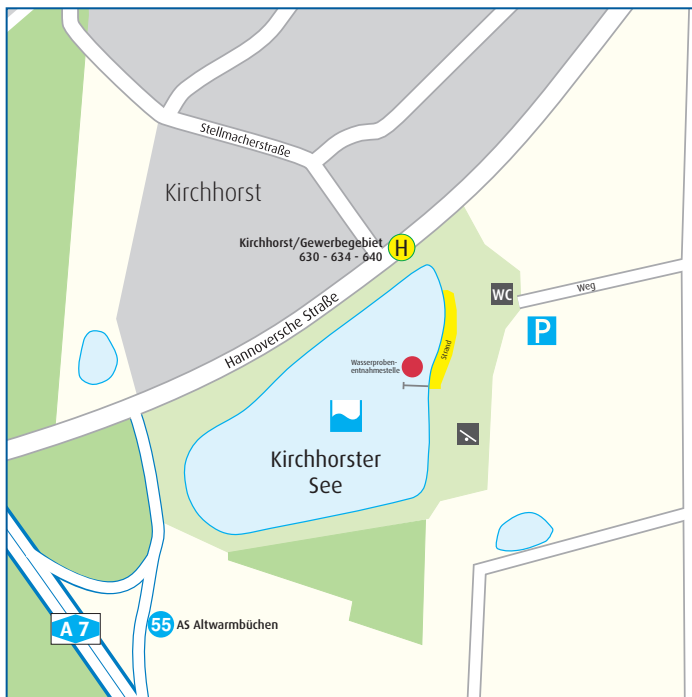 Stellmacherstraße
Kirchhorst
Kirchhorst/Gewerbegebiet
630 - 634 - 640
H
Hannoversche Straße
WC
Weg
P
Strand
Wasserproben-
entnahmestelle
Kirchhorster
See
A 7
55 AS Altwarmbüchen